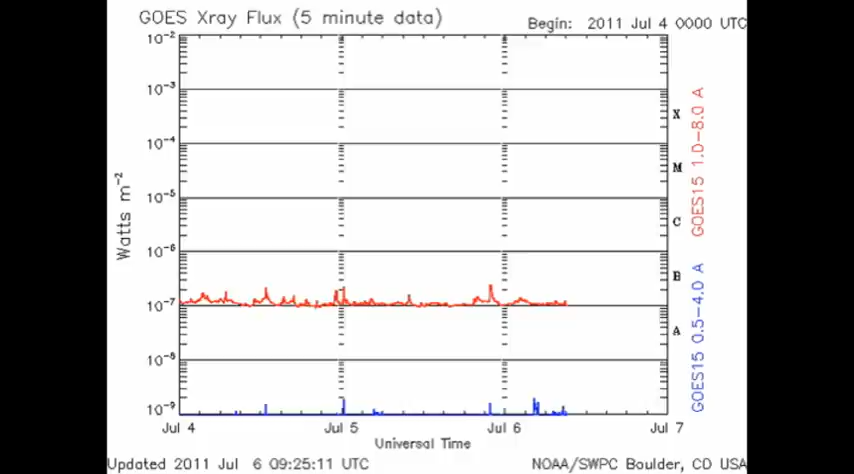 GOES Xray Flux (5 minute data)
Begin: 2011 Jul 4 0000 UTC
10-2
10-3
10-4
10-5
10-6
10-7
10-8
10-9
Watts m-2
X
M
C
B
A
GOES15 1.0-8.0 A
GOES15 0.5-4.0 A
Jul 4 Jul 5 Jul 6 Jul 7
Universal Time
Updated 2011 Jul 6 09:25:11 UTC
NOAA/SWPC Boulder, CO USA